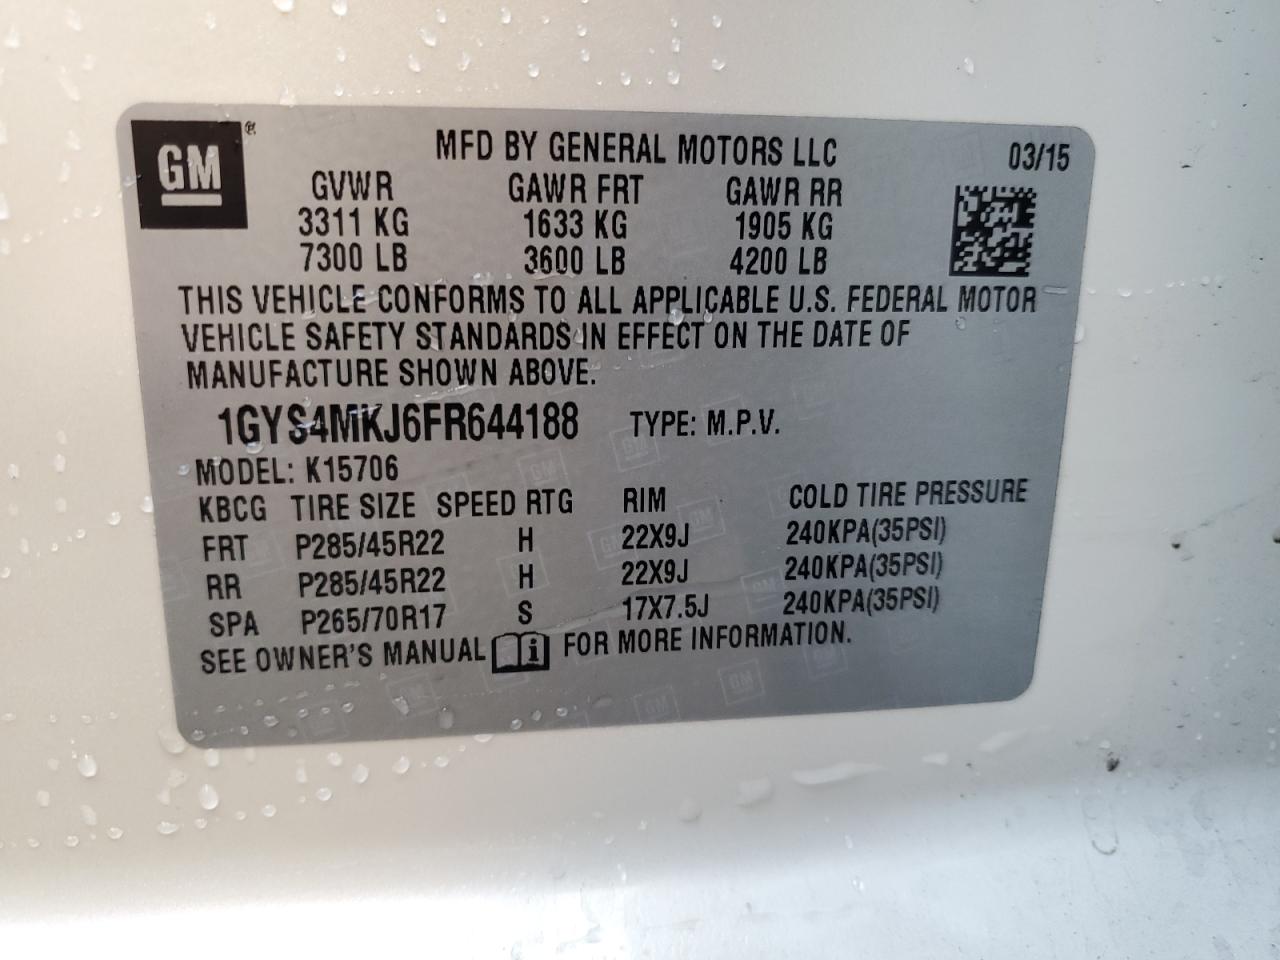 GM®
MFD BY GENERAL MOTORS LLC 03/15
GVWR GAWR FRT GAWR RR
3311 KG 1633 KG 1905 KG
7300 LB 3600 LB 4200 LB
THIS VEHICLE CONFORMS TO ALL APPLICABLE U.S. FEDERAL MOTOR
VEHICLE SAFETY STANDARDS IN EFFECT ON THE DATE OF
MANUFACTURE SHOWN ABOVE.
1GYS4MKJ6FR644188 TYPE: M.P.V.
MODEL: K15706
KBCG TIRE SIZE SPEED RTG RIM COLD TIRE PRESSURE
FRT P285/45R22 H 22X9J 240KPA(35PSI)
RR P285/45R22 H 22X9J 240KPA(35PSI)
SPA P265/70R17 S 17X7.5J 240KPA(35PSI)
SEE OWNER'S MANUAL i FOR MORE INFORMATION.